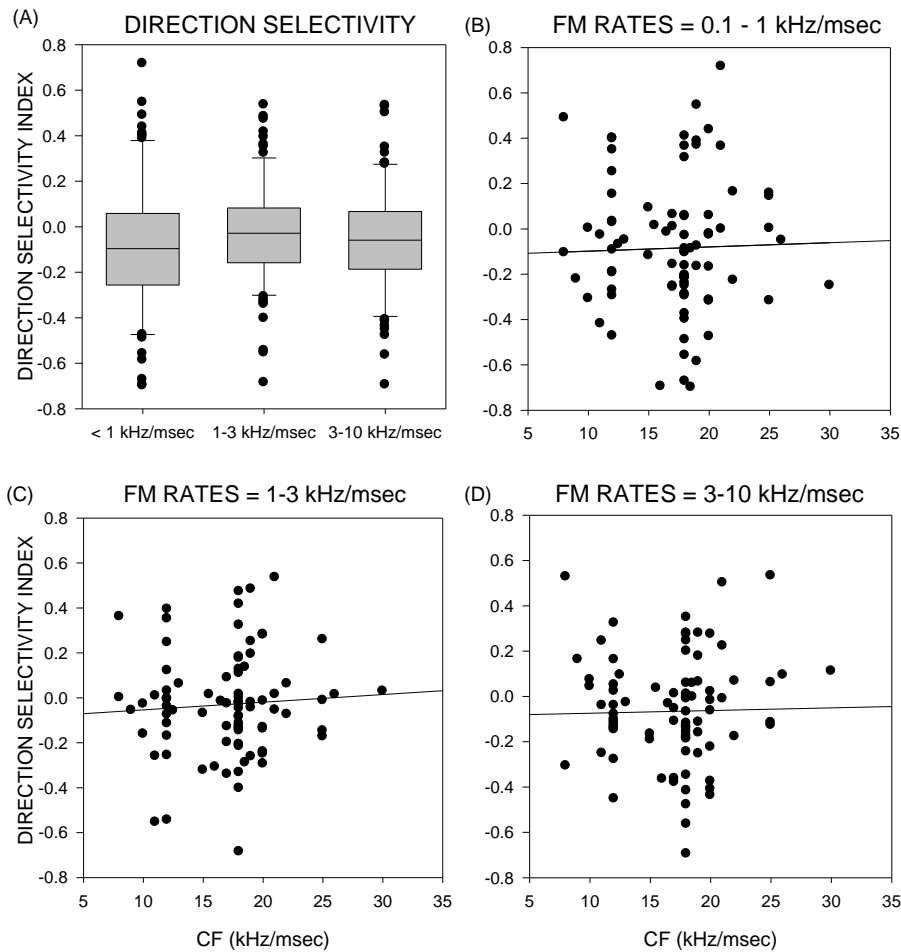 (A)
DIRECTION SELECTIVITY
DIRECTION SELECTIVITY INDEX
0.8
0.6
0.4
0.2
0.0
-0.2
-0.4
-0.6
-0.8
< 1 kHz/msec 1-3 kHz/msec 3-10 kHz/msec
(B)
FM RATES = 0.1 - 1 kHz/msec
0.8
0.6
0.4
0.2
0.0
-0.2
-0.4
-0.6
-0.8
5 10 15 20 25 30 35
(C)
FM RATES = 1-3 kHz/msec
DIRECTION SELECTIVITY INDEX
0.8
0.6
0.4
0.2
0.0
-0.2
-0.4
-0.6
-0.8
5 10 15 20 25 30 35
CF (kHz/msec)
(D)
FM RATES = 3-10 kHz/msec
0.8
0.6
0.4
0.2
0.0
-0.2
-0.4
-0.6
-0.8
5 10 15 20 25 30 35
CF (kHz/msec)